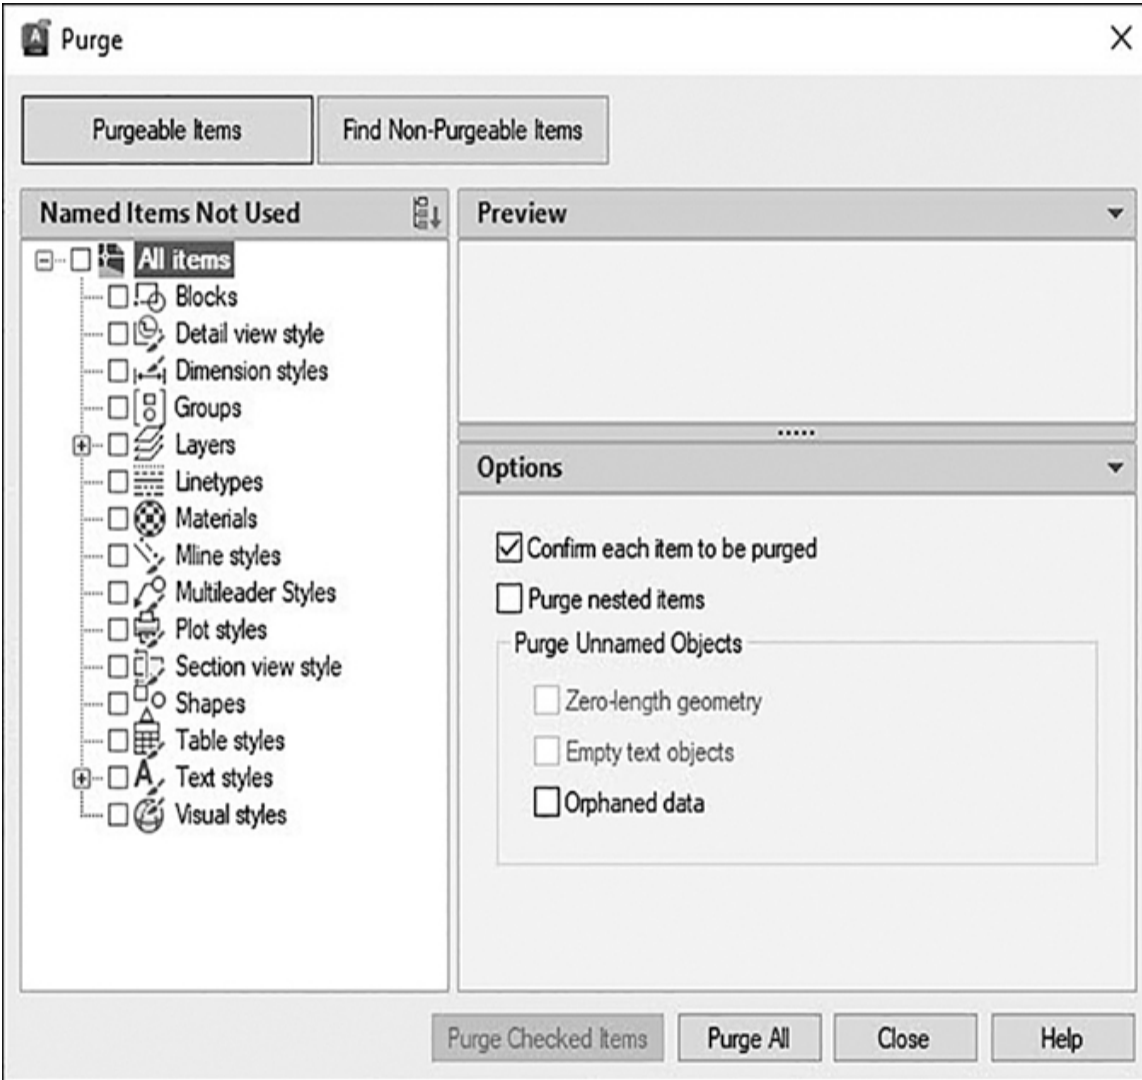 Purge
Purgeable Items
Find Non-Purgeable Items
Named Items Not Used
All items
Blocks
Detail view style
Dimension styles
Groups
Layers
Linetypes
Materials
Mline styles
Multileader Styles
Plot styles
Section view style
Shapes
Table styles
Text styles
Visual styles
Preview
Options
Confirm each item to be purged
Purge nested items
Purge Unnamed Objects
Zero-length geometry
Empty text objects
Orphaned data
Purge Checked Items
Purge All
Close
Help